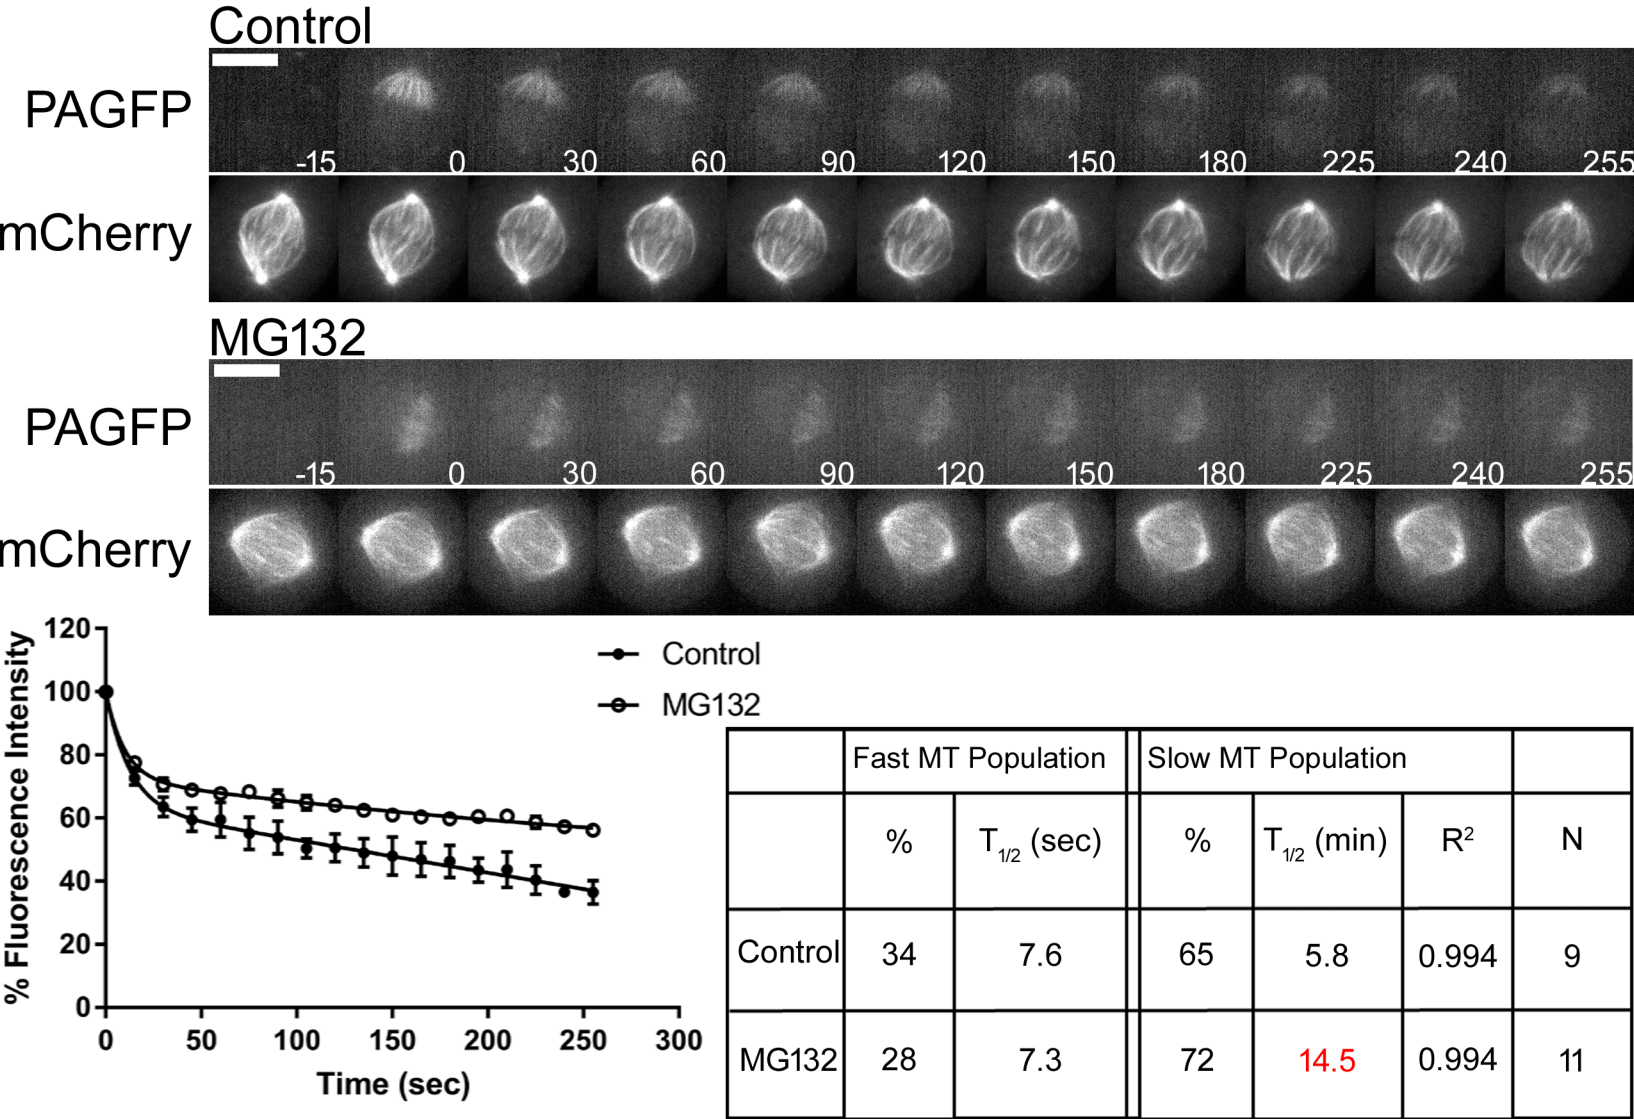 Control
PAGFP
-15 0 30 60 90 120 150 180 225 240 255
mCherry
MG132
PAGFP
-15 0 30 60 90 120 150 180 225 240 255
mCherry
% Fluorescence Intensity
120
100
80
60
40
20
0
0 50 100 150 200 250 300
Time (sec)
Control
MG132
Fast MT Population Slow MT Population
% T1/2 (sec) % T1/2 (min) R² N
Control 34 7.6 65 5.8 0.994 9
MG132 28 7.3 72 14.5 0.994 11